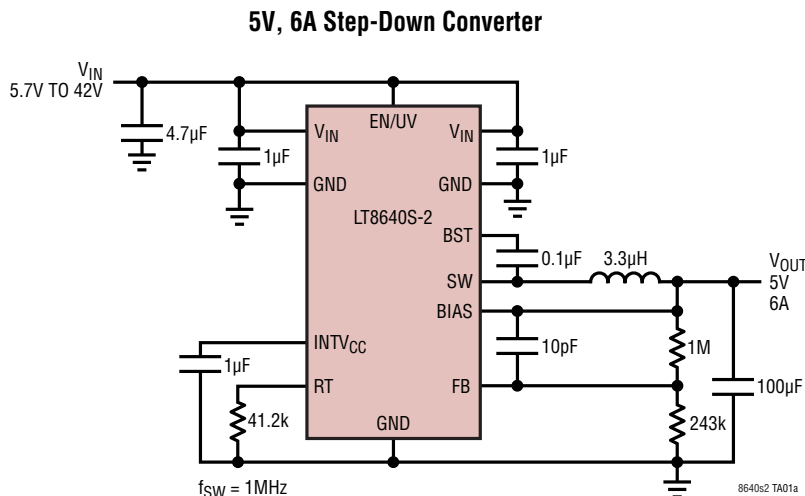 5V, 6A Step-Down Converter
VIN
5.7V TO 42V
4.7µF
1µF
VIN
EN/UV
VIN
1µF
GND
GND
LT8640S-2
BST
0.1µF
3.3µH
SW
VOUT
5V
6A
BIAS
10pF
1M
INTVCC
1µF
RT
FB
100µF
41.2k
GND
243k
fSW = 1MHz
8640s2 TA01a